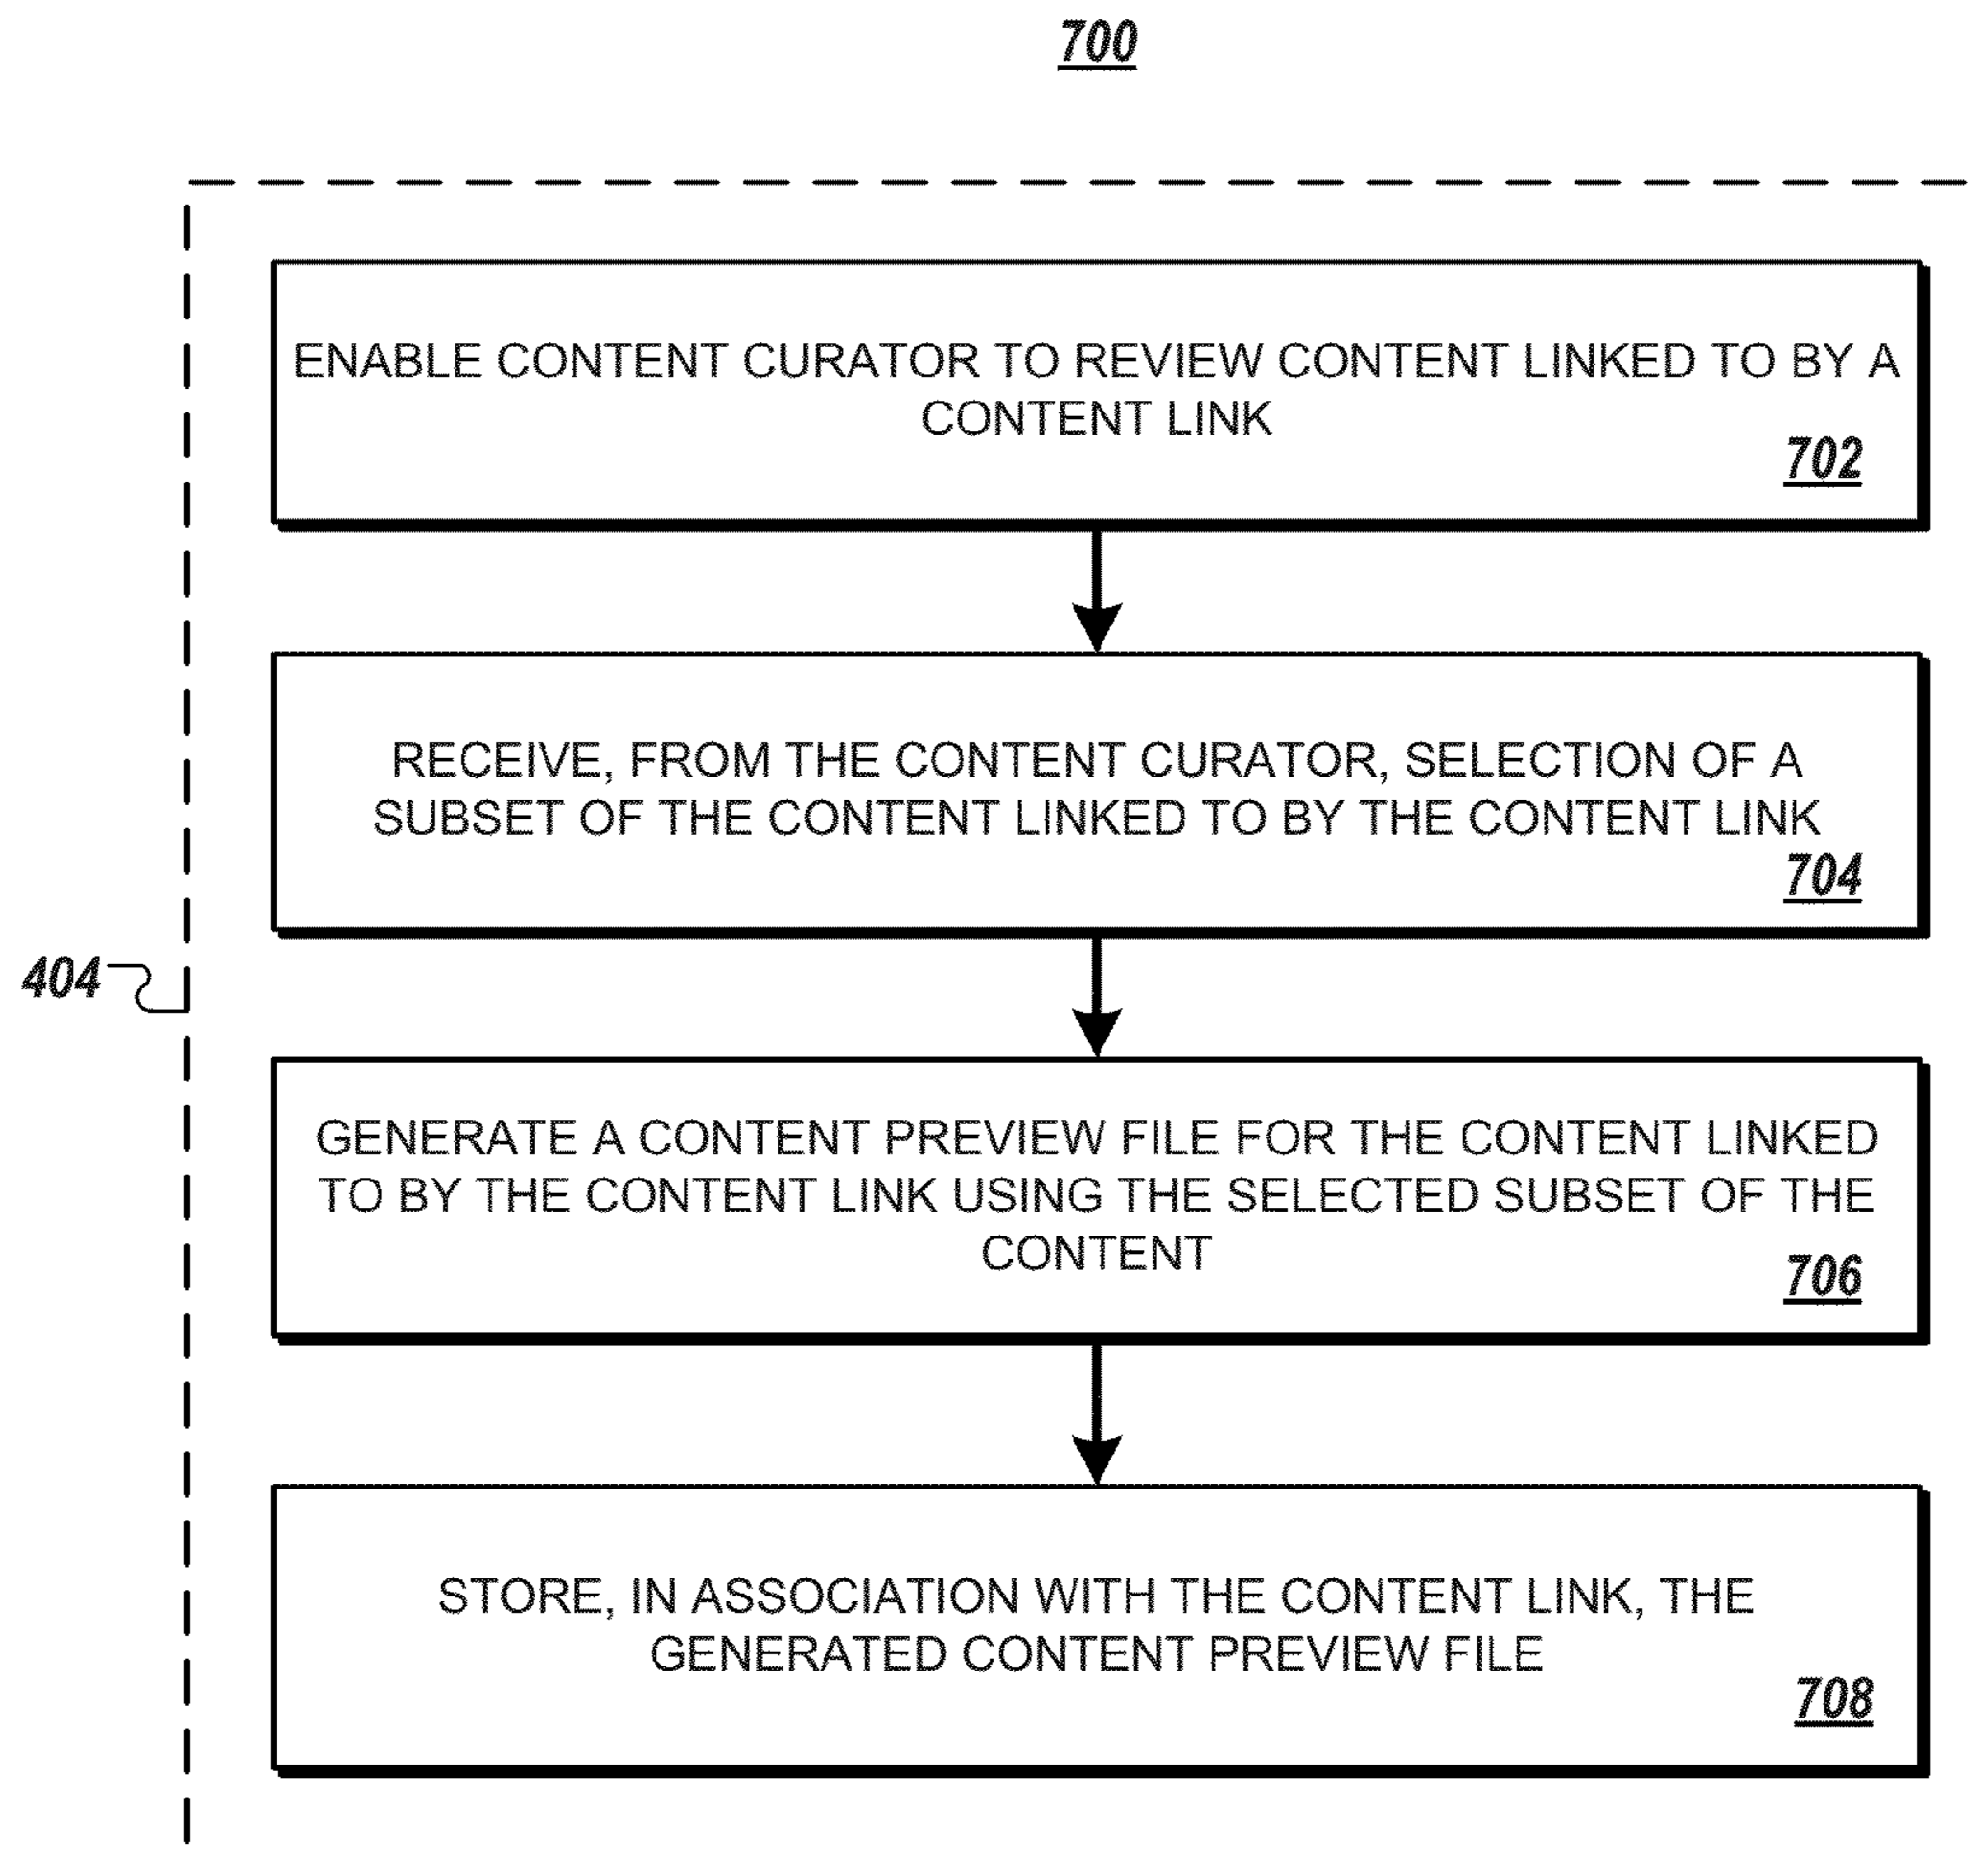 700
ENABLE CONTENT CURATOR TO REVIEW CONTENT LINKED TO BY A
CONTENT LINK
702
RECEIVE, FROM THE CONTENT CURATOR, SELECTION OF A
SUBSET OF THE CONTENT LINKED TO BY THE CONTENT LINK
704
404
GENERATE A CONTENT PREVIEW FILE FOR THE CONTENT LINKED
TO BY THE CONTENT LINK USING THE SELECTED SUBSET OF THE
CONTENT
706
STORE, IN ASSOCIATION WITH THE CONTENT LINK, THE
GENERATED CONTENT PREVIEW FILE
708